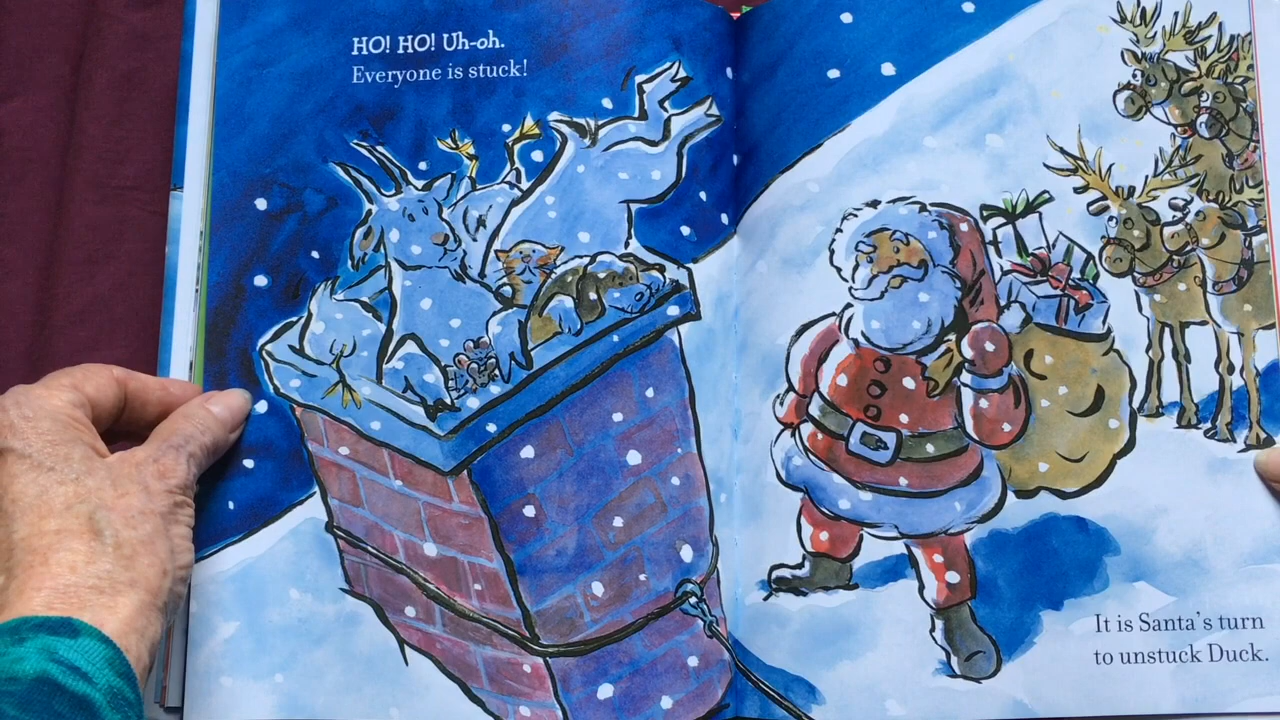 HO! HO! Uh-oh.
Everyone is stuck!
It is Santa's turn
to unstuck Duck.